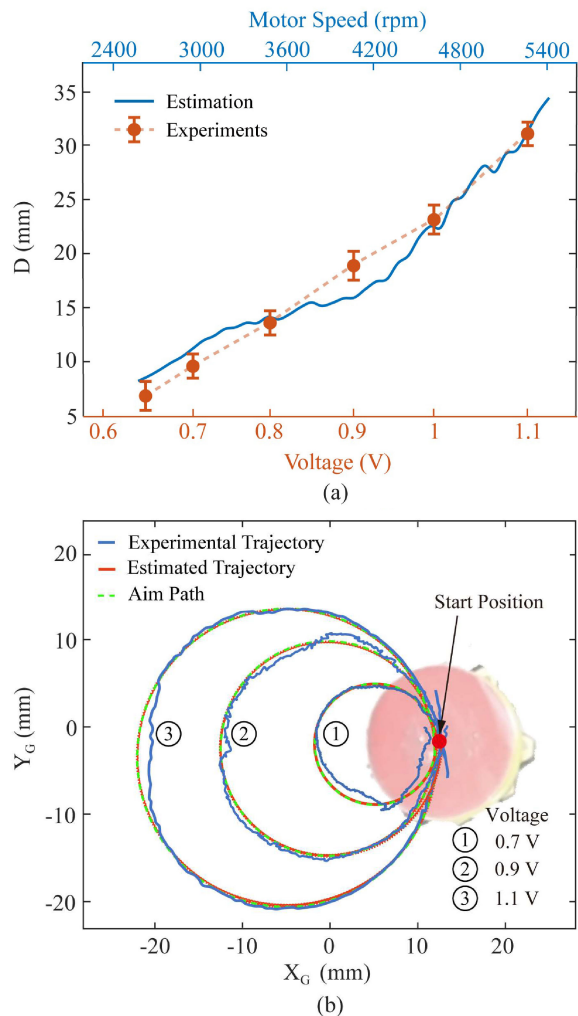 Motor Speed (rpm)
2400 3000 3600 4200 4800 5400
35
30
25
20
15
10
5
D (mm)
Estimation
Experiments
0.6 0.7 0.8 0.9 1 1.1
Voltage (V)
(a)
20
10
0
-10
-20
Y_G (mm)
Experimental Trajectory
Estimated Trajectory
Aim Path
Start Position
③ ② ①
Voltage
① 0.7 V
② 0.9 V
③ 1.1 V
-20 -10 0 10 20
X_G (mm)
(b)